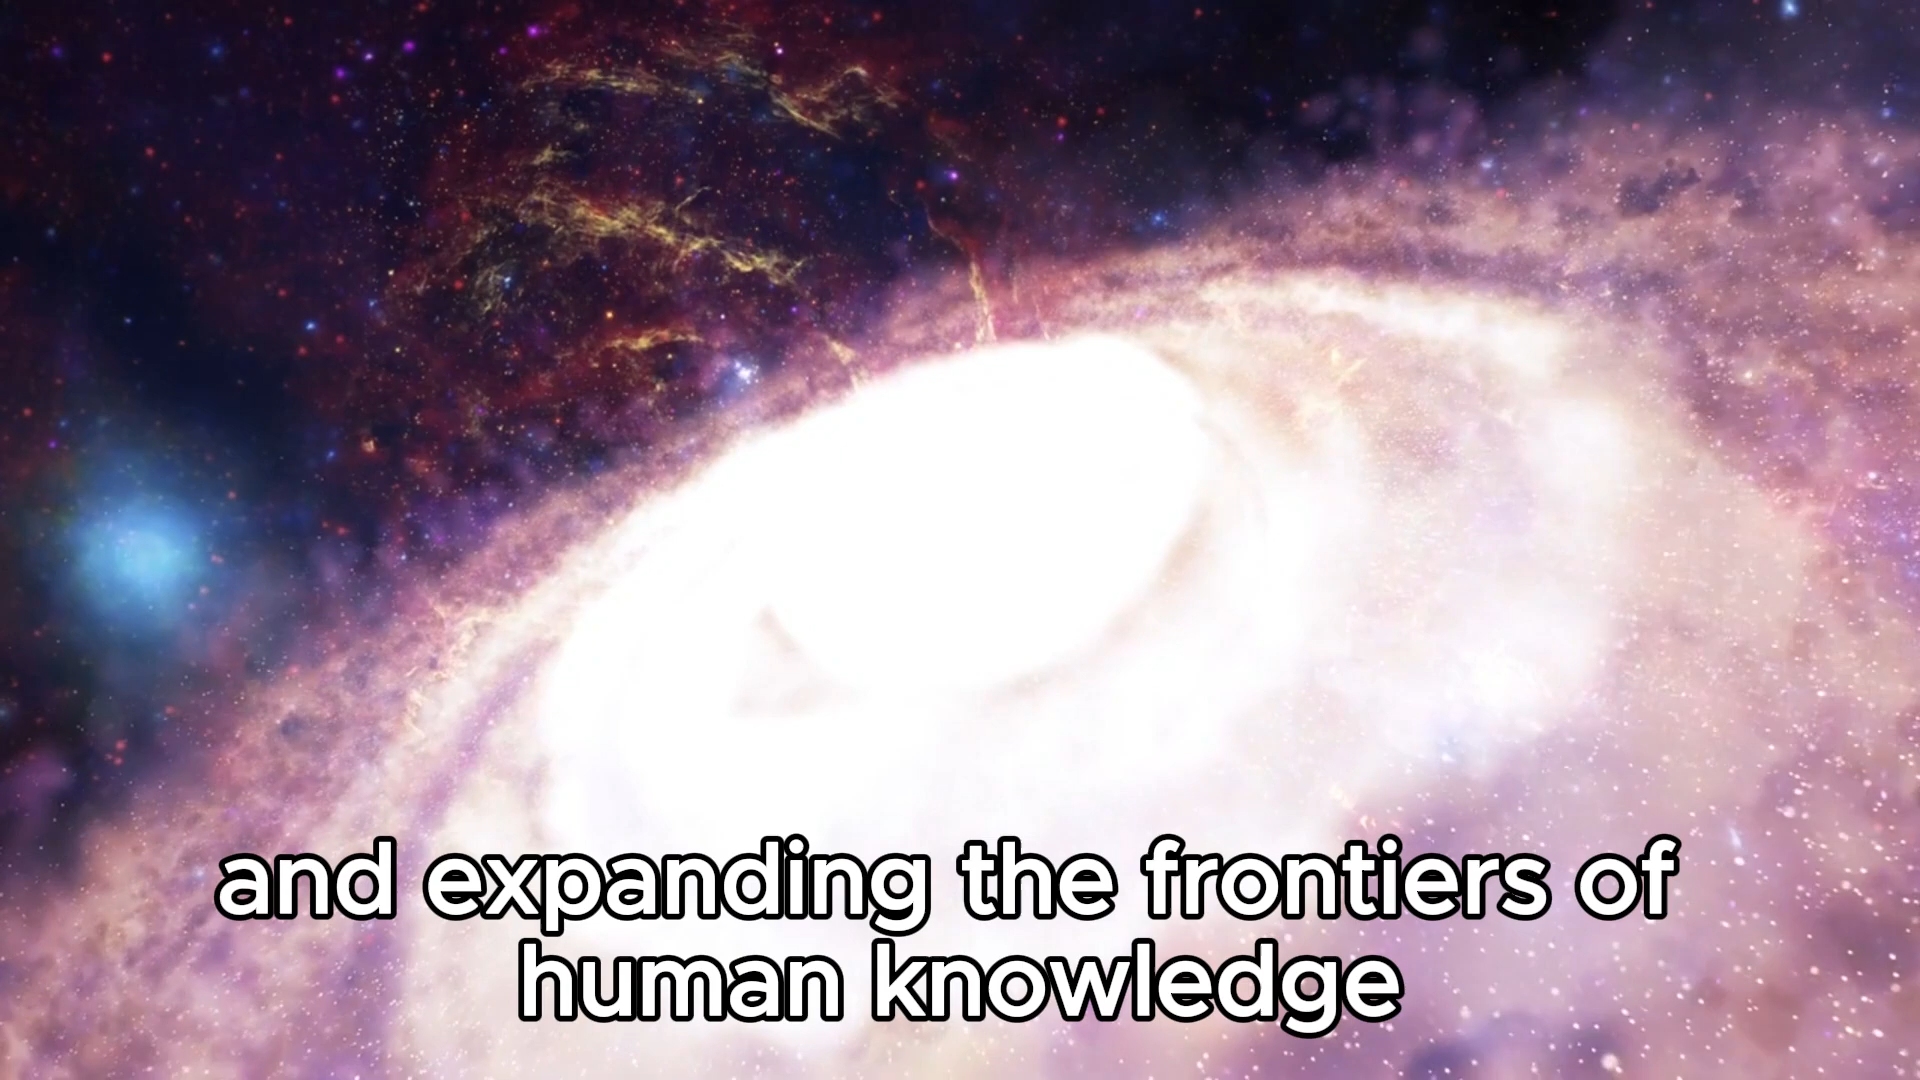 and expanding the frontiers of
human knowledge